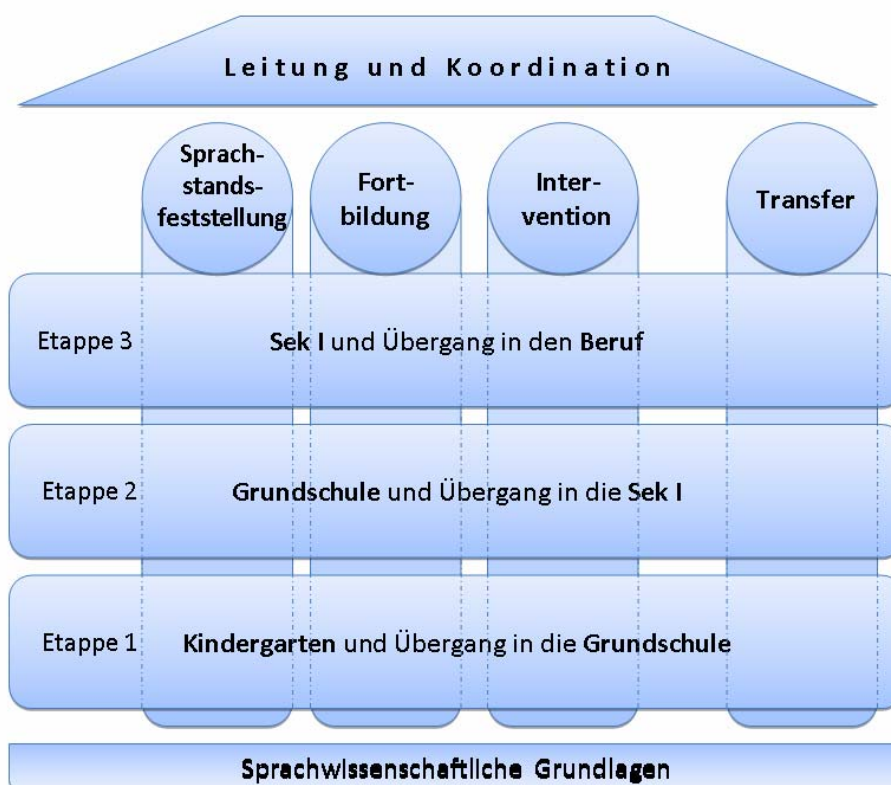 Leitung und Koordination
Sprach-
stands-
feststellung
Fort-
bildung
Inter-
vention
Transfer
Etappe 3
Sek I und Übergang in den Beruf
Etappe 2
Grundschule und Übergang in die Sek I
Etappe 1
Kindergarten und Übergang in die Grundschule
Sprachwissenschaftliche Grundlagen